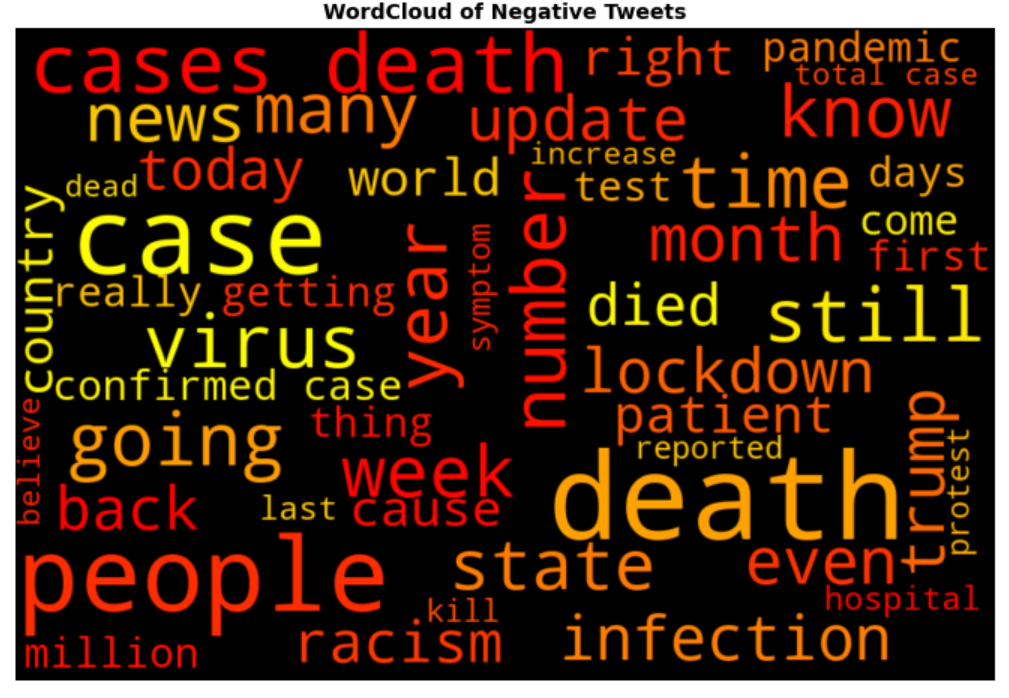 WordCloud of Negative Tweets
cases death right pandemic
total case
news many update know
today world increase
dead test time days
country case year symptom number month come
first
really getting died still
virus lockdown
confirmed case patient
believe going thing reported trump protest
week death
back last cause
people state even
hospital
kill
million racism infection